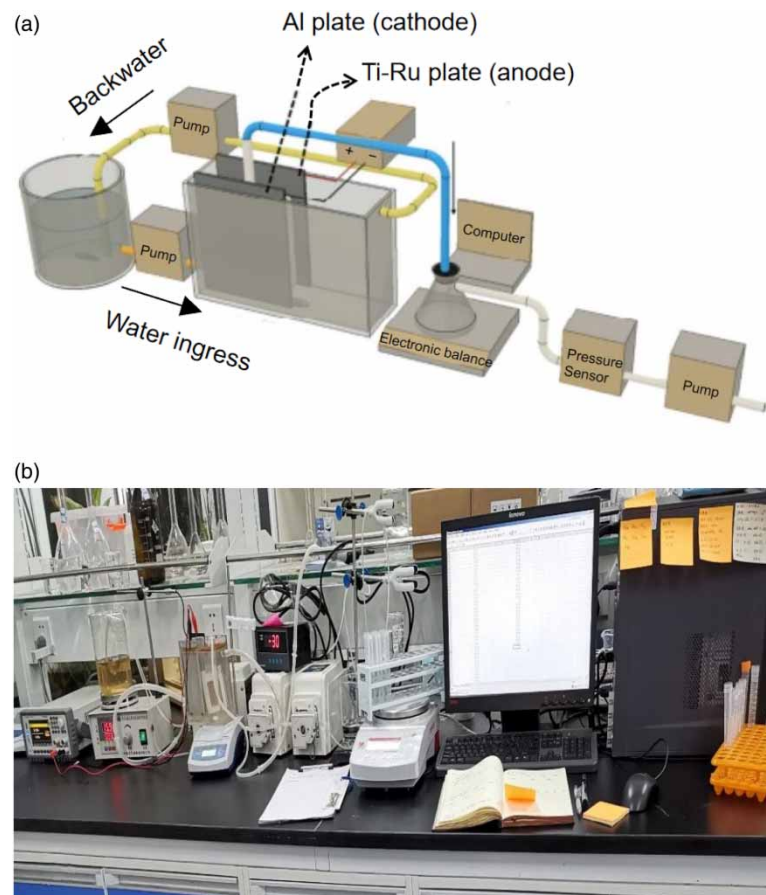 (a)
Al plate (cathode)
Ti-Ru plate (anode)
Backwater
Pump
+ −
Computer
Pump
Water ingress
Electronic balance
Pressure
Sensor
Pump
(b)
lenovo
-30